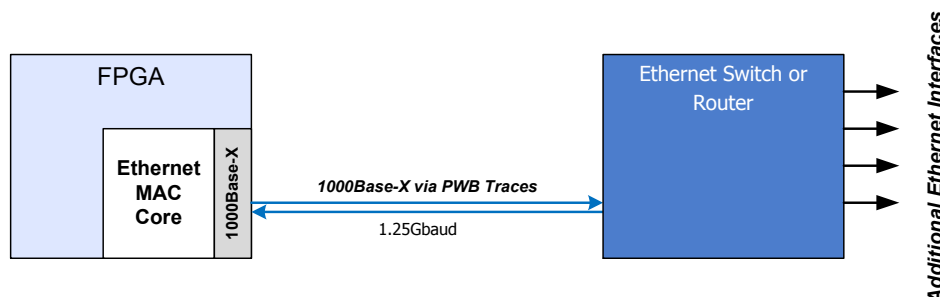 FPGA
Ethernet
MAC
Core
1000Base-X
1000Base-X via PWB Traces
1.25Gbaud
Ethernet Switch or
Router
Additional Ethernet Interfaces